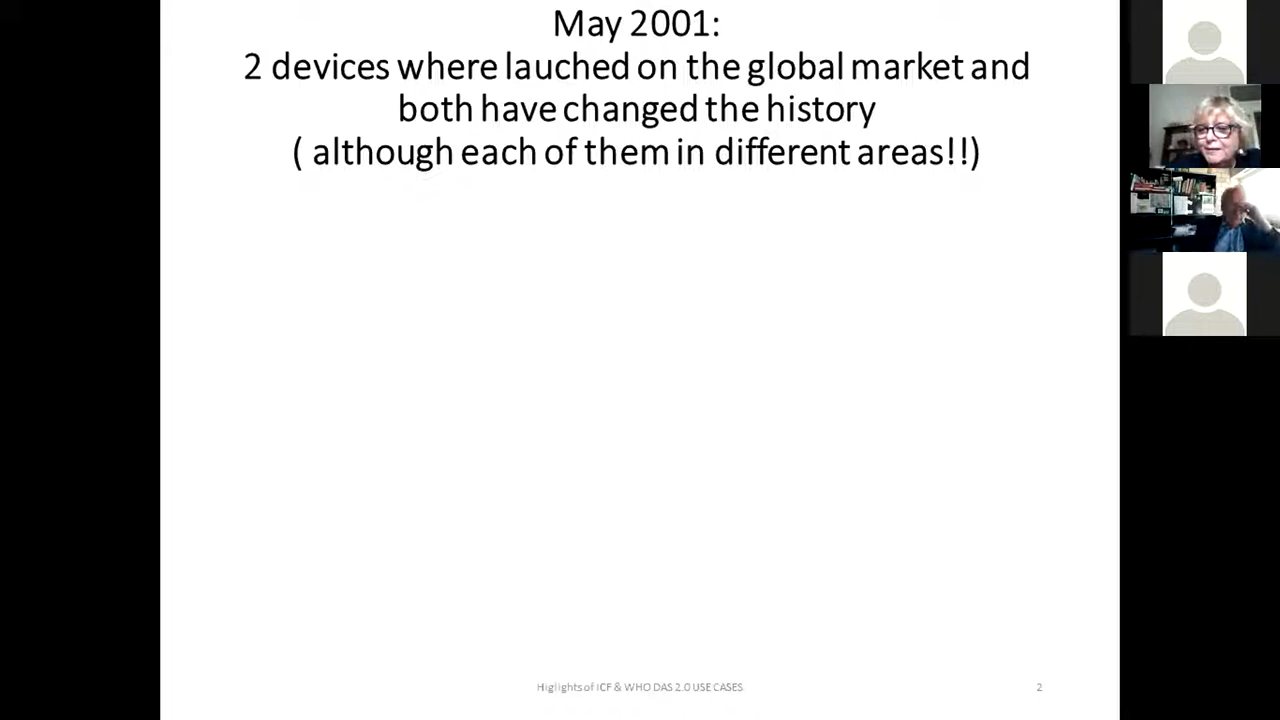 May 2001:
2 devices where lauched on the global market and
both have changed the history
( although each of them in different areas!!)
Higlights of ICF & WHO DAS 2.0 USE CASES
2